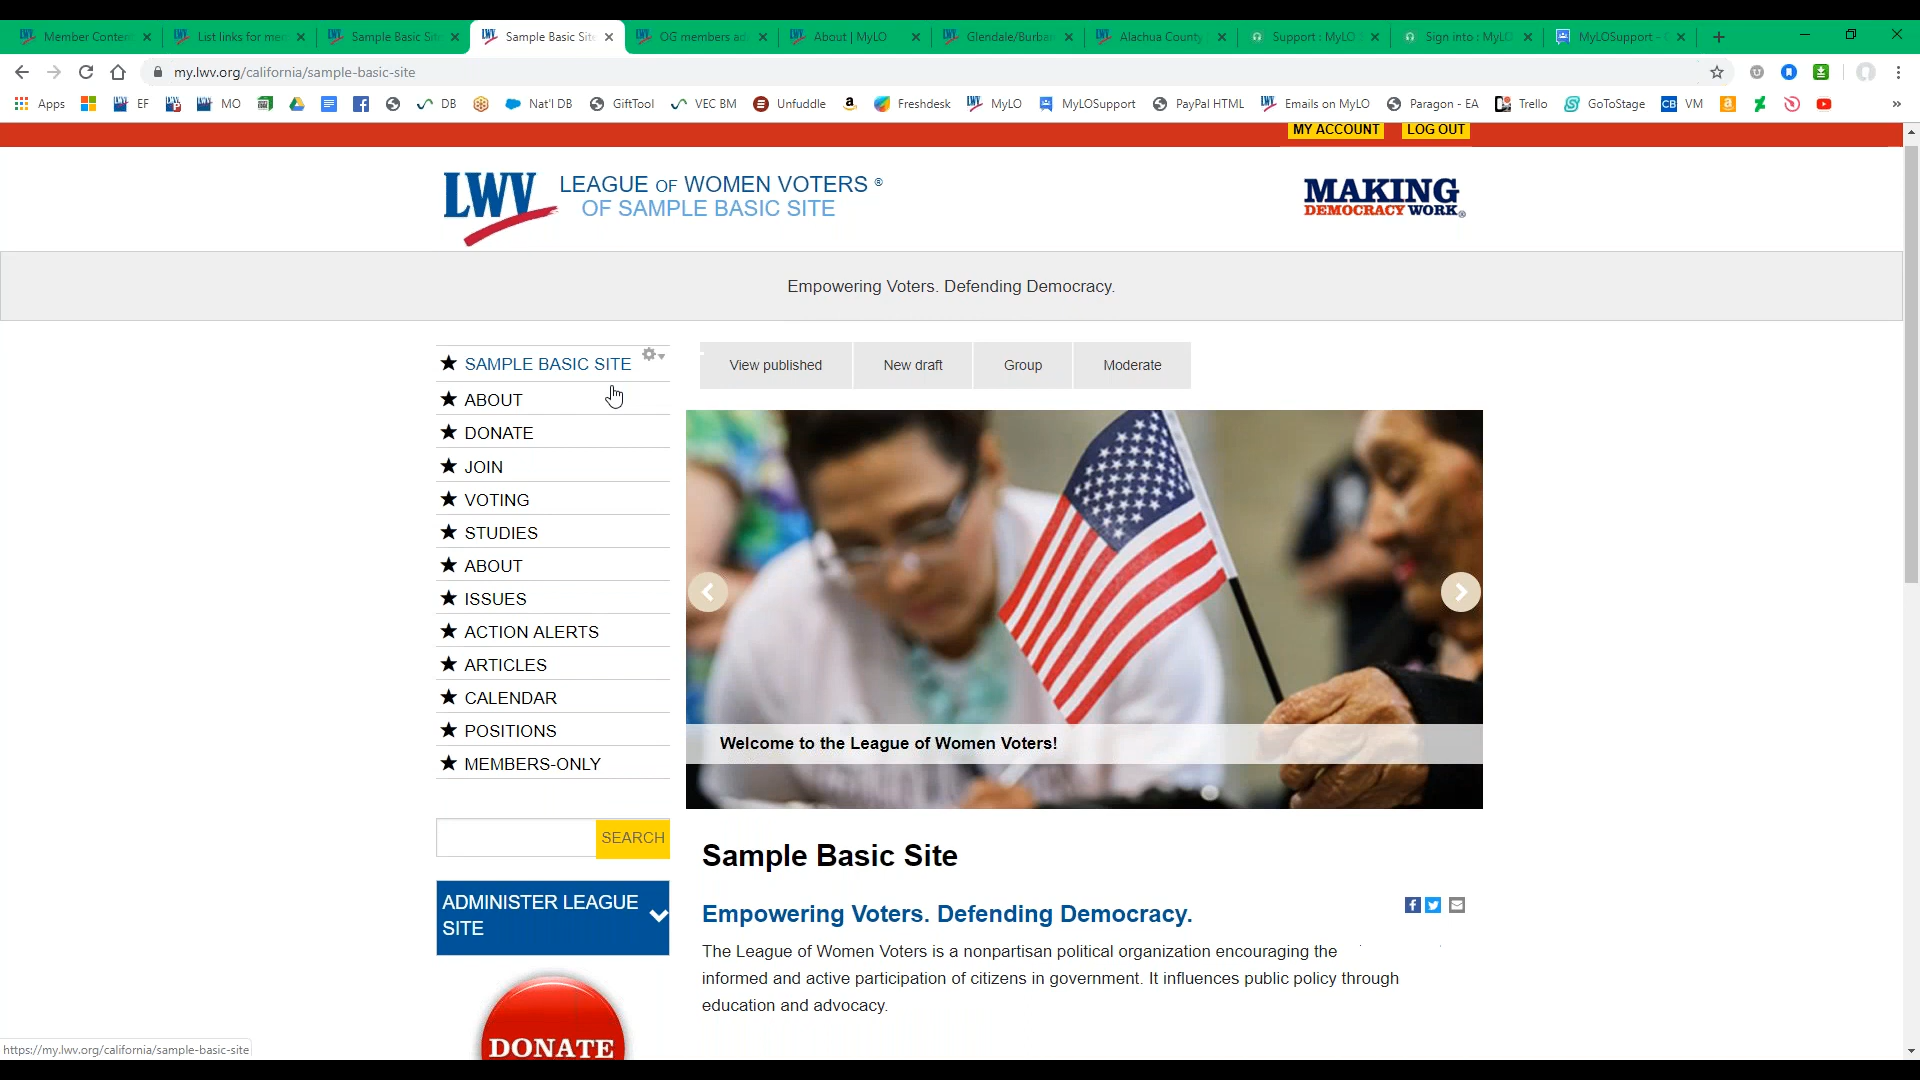 Member Conten
List links for me
Sample Basic Sit
Sample Basic Site
OG members ad
About | MyLO
Glendale/Burba
Alachua County
Support : MyLO S
Sign into : MyLO
MyLOSupport -
my.lwv.org/california/sample-basic-site
Apps EF MO DB Nat'l DB GiftTool VEC BM Unfuddle Freshdesk MyLO MyLOSupport PayPal HTML Emails on MyLO Paragon - EA Trello GoToStage VM
MY ACCOUNT LOG OUT
LWV LEAGUE OF WOMEN VOTERS ®
OF SAMPLE BASIC SITE
MAKING
DEMOCRACY WORK®
Empowering Voters. Defending Democracy.
SAMPLE BASIC SITE
ABOUT
DONATE
JOIN
VOTING
STUDIES
ABOUT
ISSUES
ACTION ALERTS
ARTICLES
CALENDAR
POSITIONS
MEMBERS-ONLY
SEARCH
ADMINISTER LEAGUE
SITE
DONATE
View published New draft Group Moderate
Welcome to the League of Women Voters!
Sample Basic Site
Empowering Voters. Defending Democracy.
The League of Women Voters is a nonpartisan political organization encouraging the
informed and active participation of citizens in government. It influences public policy through
education and advocacy.
https://my.lwv.org/california/sample-basic-site